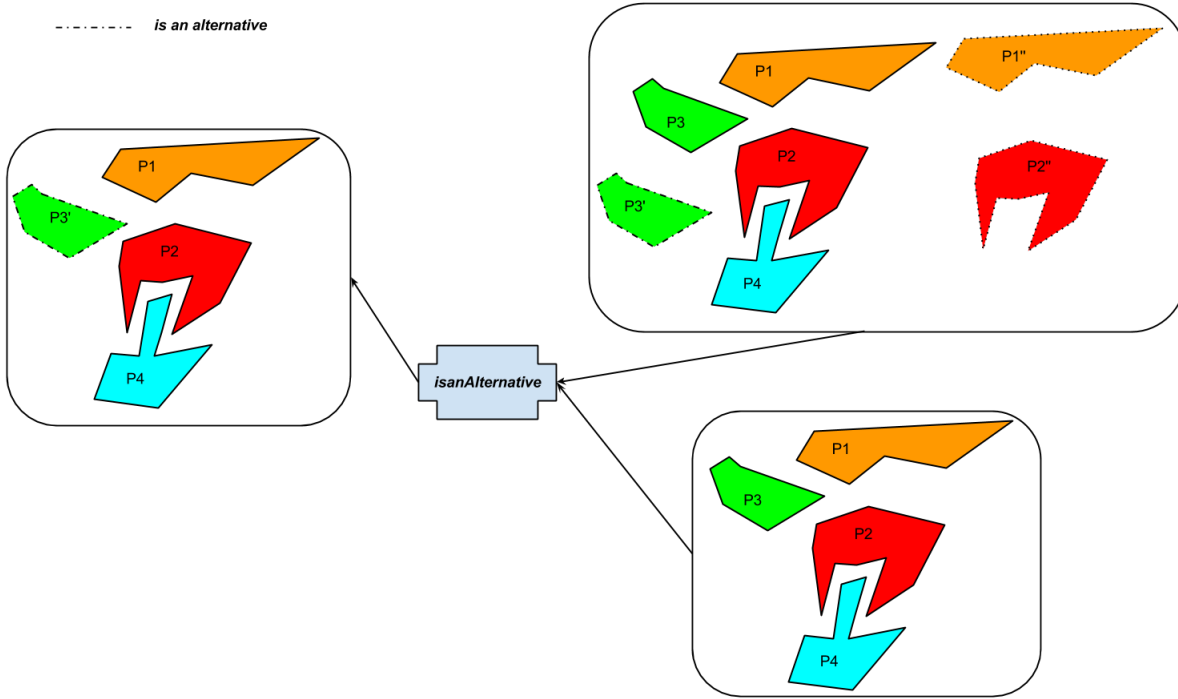 is an alternative
P1
P1"
P3
P2
P2"
P3'
P4
P1
P3'
P2
P4
isanAlternative
P1
P3
P2
P4